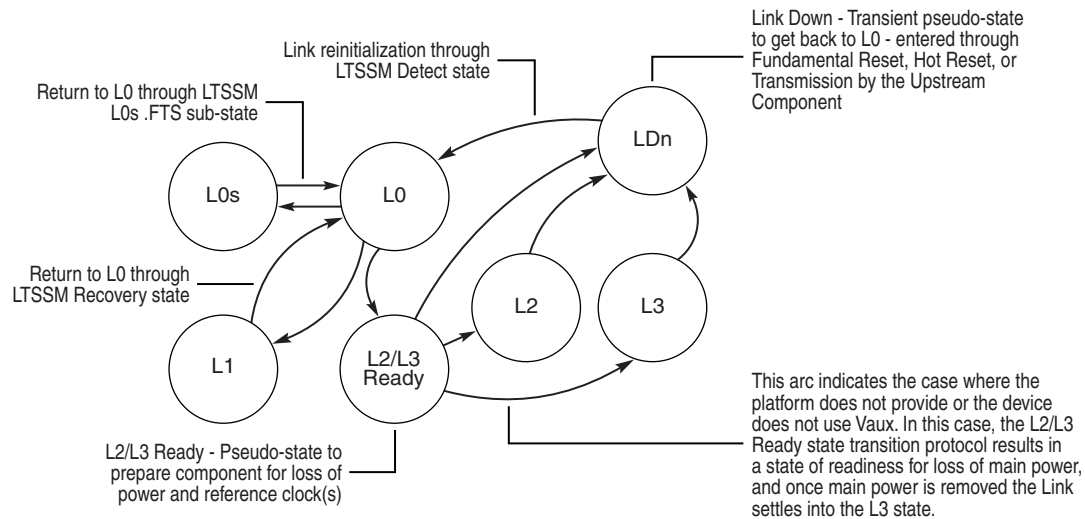 Link Down - Transient pseudo-state
to get back to L0 - entered through
Fundamental Reset, Hot Reset, or
Transmission by the Upstream
Component
Link reinitialization through
LTSSM Detect state
Return to L0 through LTSSM
L0s .FTS sub-state
LDn
L0s
L0
Return to L0 through
LTSSM Recovery state
L2
L3
L1
L2/L3
Ready
L2/L3 Ready - Pseudo-state to
prepare component for loss of
power and reference clock(s)
This arc indicates the case where the
platform does not provide or the device
does not use Vaux. In this case, the L2/L3
Ready state transition protocol results in
a state of readiness for loss of main power,
and once main power is removed the Link
settles into the L3 state.